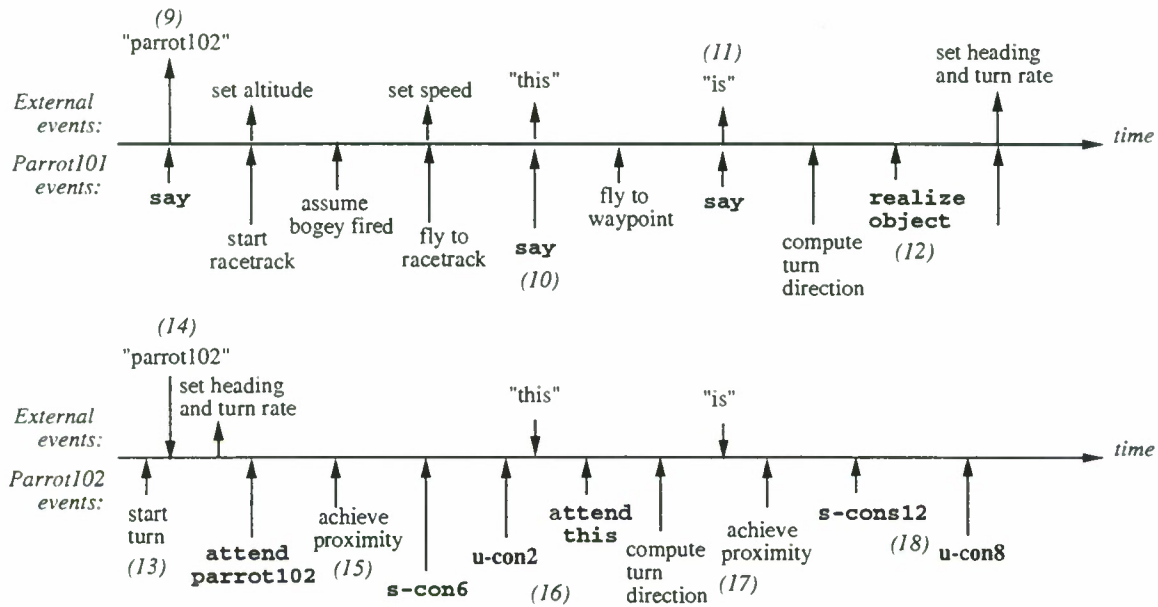 (9)
"parrot102"
(11)
set heading
and turn rate
set altitude
set speed
"this"
"is"
External
events:
time
Parrot101
events:
say
start
racetrack
assume
bogey fired
fly to
racetrack
say
(10)
fly to
waypoint
say
compute
turn
direction
realize
object
(12)
(14)
"parrot102"
set heading
and turn rate
"this"
"is"
External
events:
time
Parrot102
events:
start
turn
(13)
attend
parrot102
achieve
proximity
(15)
s-con6
u-con2
(16)
attend
this
compute
turn
direction
achieve
proximity
(17)
s-cons12
(18)
u-con8